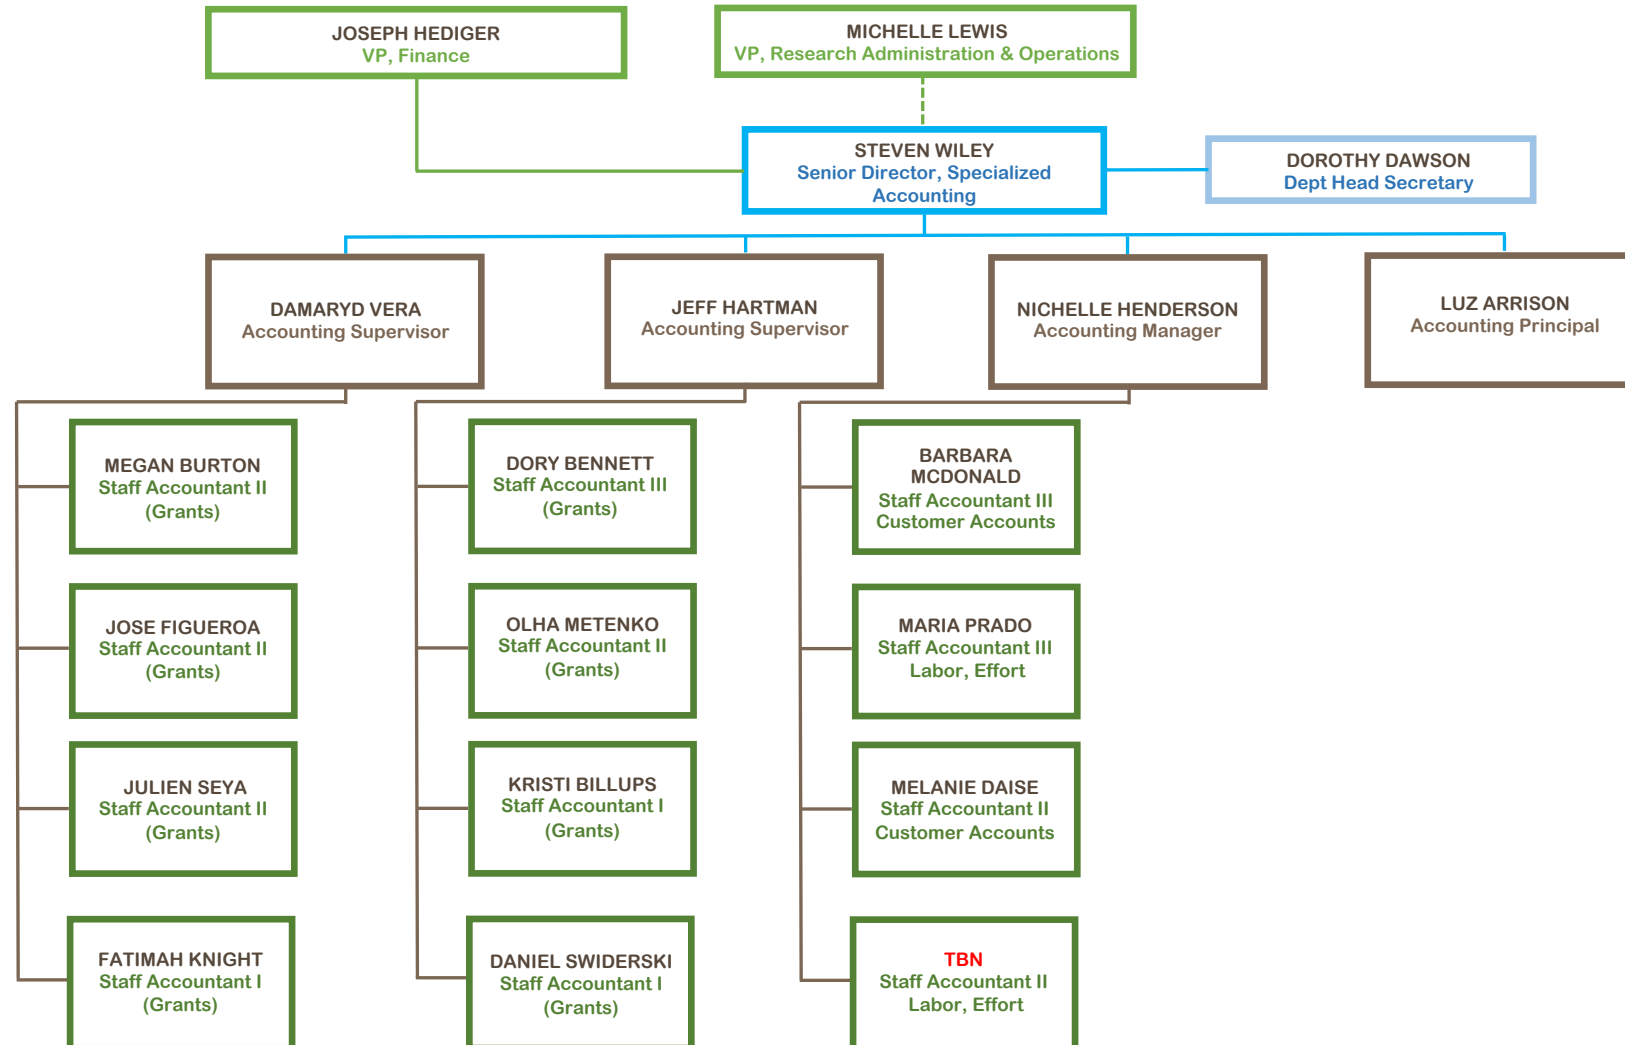 JOSEPH HEDIGER
VP, Finance
MICHELLE LEWIS
VP, Research Administration & Operations
STEVEN WILEY
Senior Director, Specialized
Accounting
DOROTHY DAWSON
Dept Head Secretary
DAMARYD VERA
Accounting Supervisor
JEFF HARTMAN
Accounting Supervisor
NICHELLE HENDERSON
Accounting Manager
LUZ ARRISON
Accounting Principal
MEGAN BURTON
Staff Accountant II
(Grants)
DORY BENNETT
Staff Accountant III
(Grants)
BARBARA
MCDONALD
Staff Accountant III
Customer Accounts
JOSE FIGUEROA
Staff Accountant II
(Grants)
OLHA METENKO
Staff Accountant II
(Grants)
MARIA PRADO
Staff Accountant III
Labor, Effort
JULIEN SEYA
Staff Accountant II
(Grants)
KRISTI BILLUPS
Staff Accountant I
(Grants)
MELANIE DAISE
Staff Accountant II
Customer Accounts
FATIMAH KNIGHT
Staff Accountant I
(Grants)
DANIEL SWIDERSKI
Staff Accountant I
(Grants)
TBN
Staff Accountant II
Labor, Effort